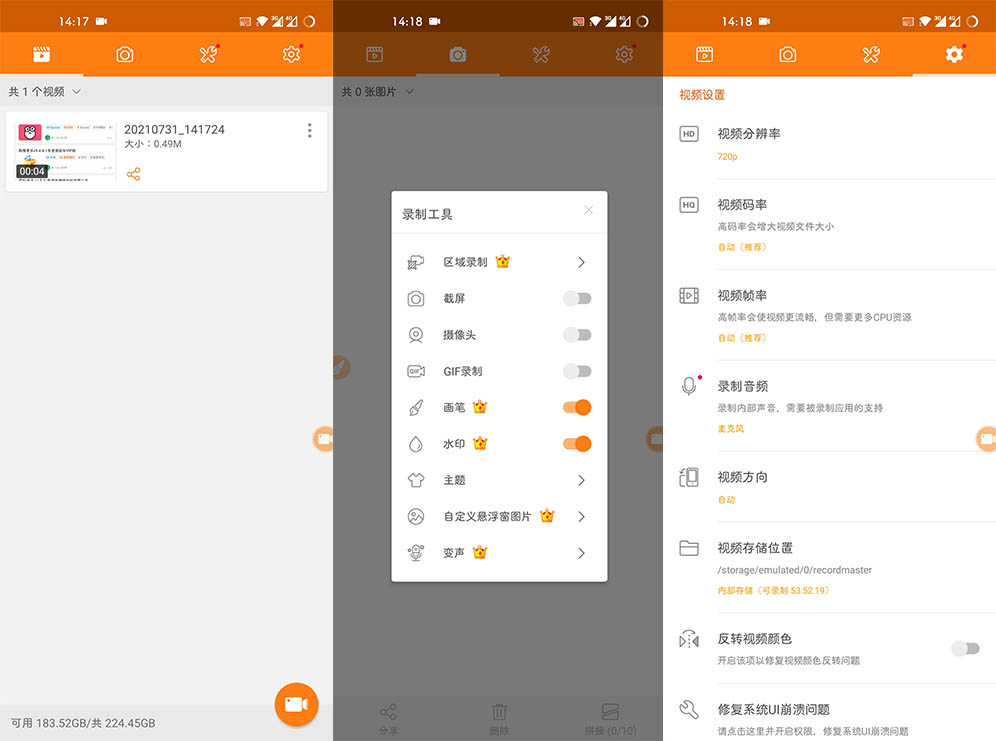 14:17
共 1 个视频
00:04
20210731_141724
大小：0.49M
可用 183.52GB/共 224.45GB
14:18
共 0 张图片
录制工具
区域录制
截屏
摄像头
GIF
GIF录制
画笔
水印
主题
自定义悬浮窗图片
变声
分享
删除
拼接 (0/10)
14:18
视频设置
HD
视频分辨率
720p
HQ
视频码率
高码率会增大视频文件大小
自动（推荐）
视频帧率
高帧率会使视频更流畅，但需要更多CPU资源
自动（推荐）
录制音频
录制内部声音，需要被录制应用的支持
麦克风
视频方向
自动
视频存储位置
/storage/emulated/0/recordmaster
内部存储（可录制 53:52:19）
反转视频颜色
开启该项以修复视频颜色反转问题
修复系统UI崩溃问题
请点击这里并开启权限，修复系统UI崩溃问题